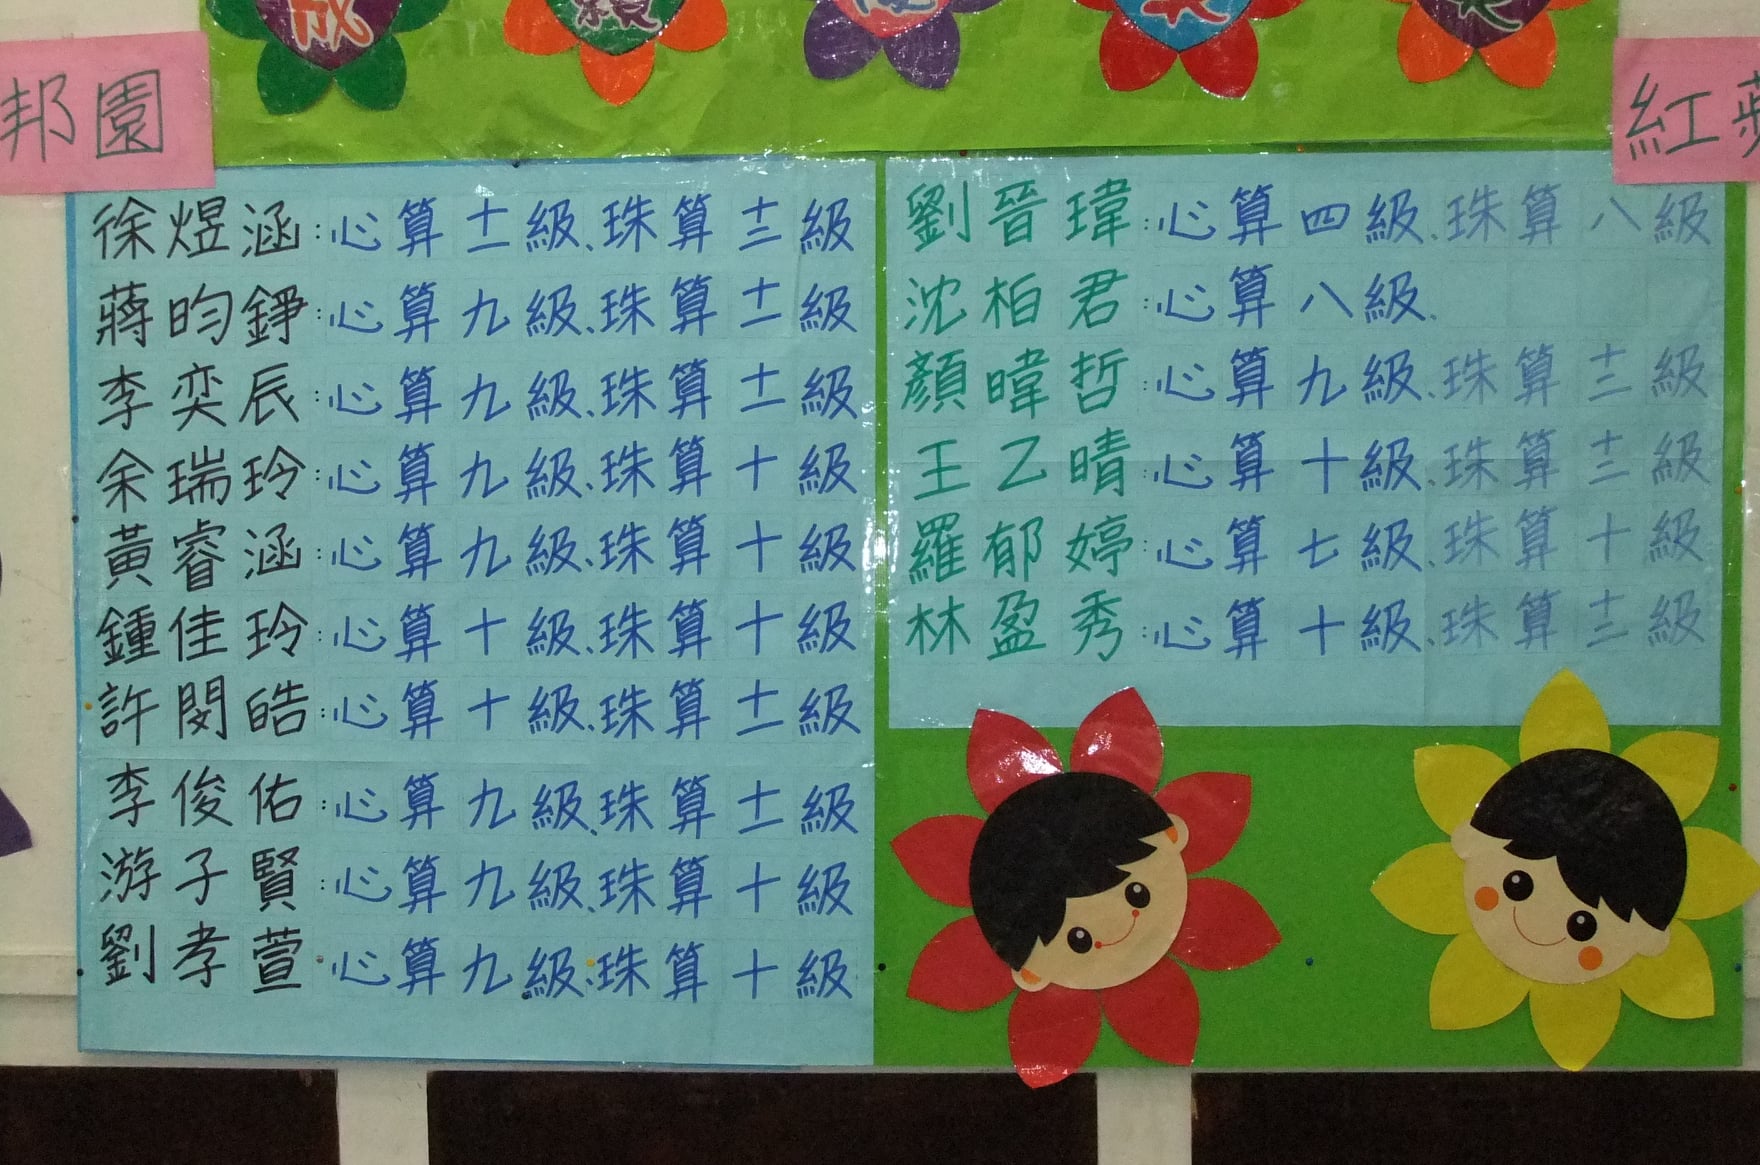 成績
邦園
紅
徐煜涵:心算十一級、珠算十三級
蔣昀錚:心算九級、珠算十一級
李奕辰:心算九級、珠算十一級
余瑞玲:心算九級、珠算十級
黃睿涵:心算九級、珠算十級
鍾佳玲:心算十級、珠算十級
許閔皓:心算十級、珠算十二級
李俊佑:心算九級、珠算十一級
游子賢:心算九級、珠算十級
劉孝萱:心算九級、珠算十級
劉晉瑋:心算四級、珠算八級
沈柏君:心算八級、
顏暐哲:心算九級、珠算十三級
王乙晴:心算十級、珠算十三級
羅郁婷:心算七級、珠算十級
林盈秀:心算十級、珠算十三級